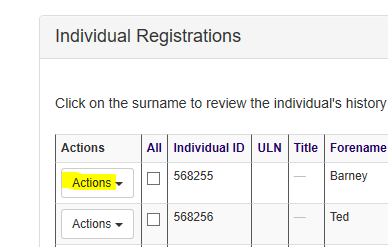 Individual Registrations
Click on the surname to review the individual's history
Actions All Individual ID ULN Title Forename
Actions 568255 — Barney
Actions 568256 — Ted